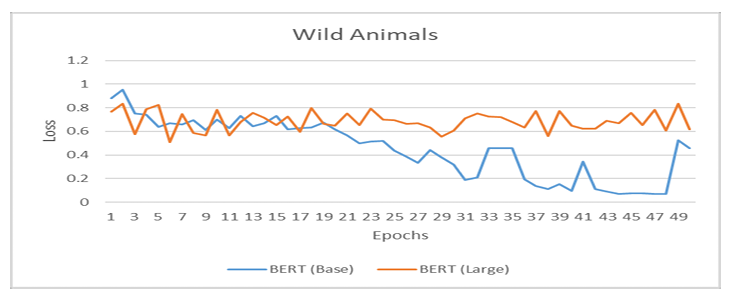 Wild Animals
1.2
1
0.8
0.6
0.4
0.2
0
Loss
1 3 5 7 9 11 13 15 17 19 21 23 25 27 29 31 33 35 37 39 41 43 45 47 49
Epochs
BERT (Base) BERT (Large)